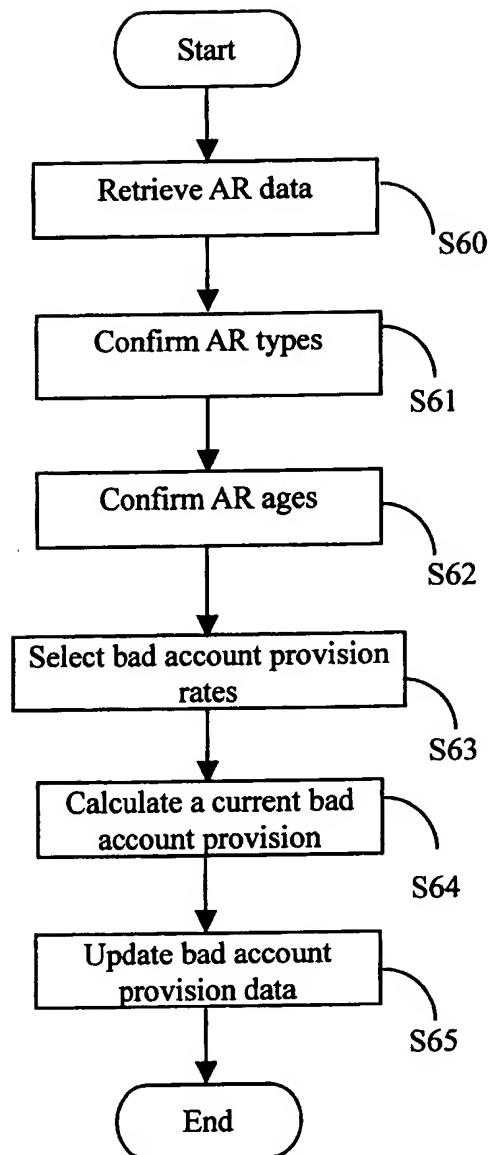 Start
Retrieve AR data
S60
Confirm AR types
S61
Confirm AR ages
S62
Select bad account provision
rates
S63
Calculate a current bad
account provision
S64
Update bad account
provision data
S65
End